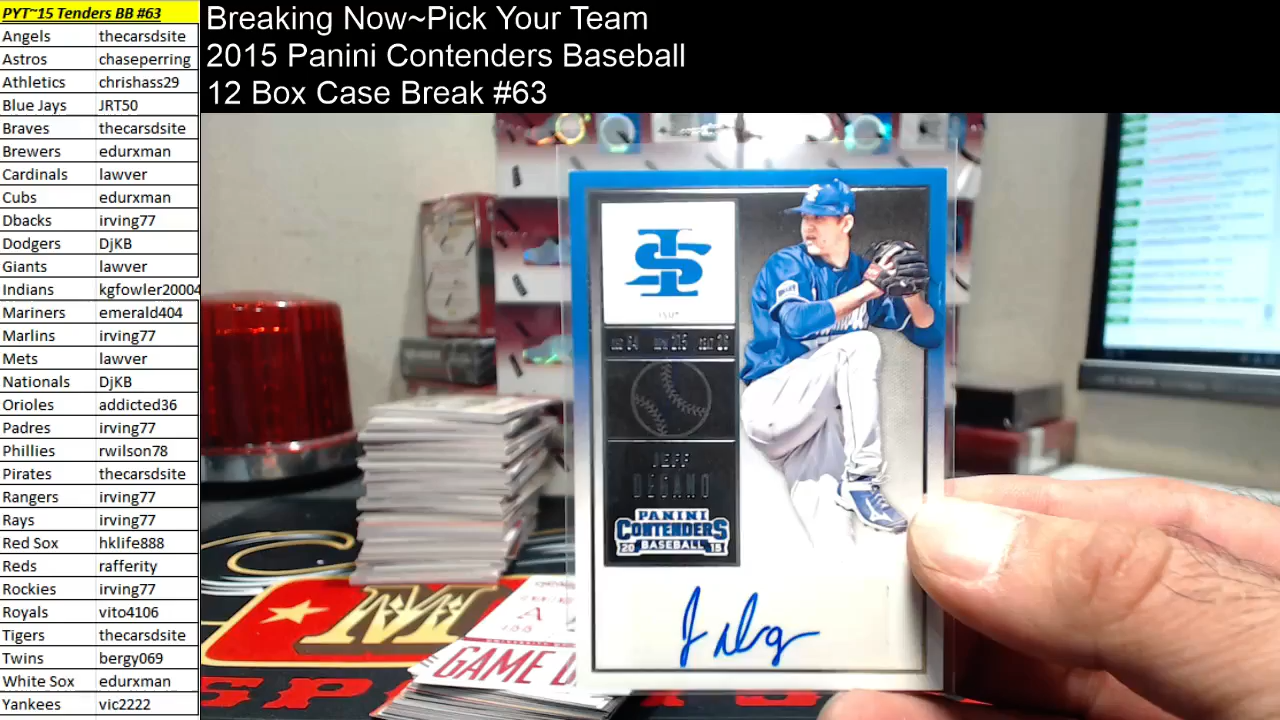 PYT~15 Tenders BB #63
Angels thecarsdsite
Astros chaseperring
Athletics chrishass29
Blue Jays JRT50
Braves thecarsdsite
Brewers edurxman
Cardinals lawver
Cubs edurxman
Dbacks irving77
Dodgers DjKB
Giants lawver
Indians kgfowler20004
Mariners emerald404
Marlins irving77
Mets lawver
Nationals DjKB
Orioles addicted36
Padres irving77
Phillies rwilson78
Pirates thecarsdsite
Rangers irving77
Rays irving77
Red Sox hklife888
Reds rafferity
Rockies irving77
Royals vito4106
Tigers thecarsdsite
Twins bergy069
White Sox edurxman
Yankees vic2222
Breaking Now~Pick Your Team
2015 Panini Contenders Baseball
12 Box Case Break #63
JEFF
DEGANO
PANINI
CONTENDERS
20 BASEBALL 15
A
GAME